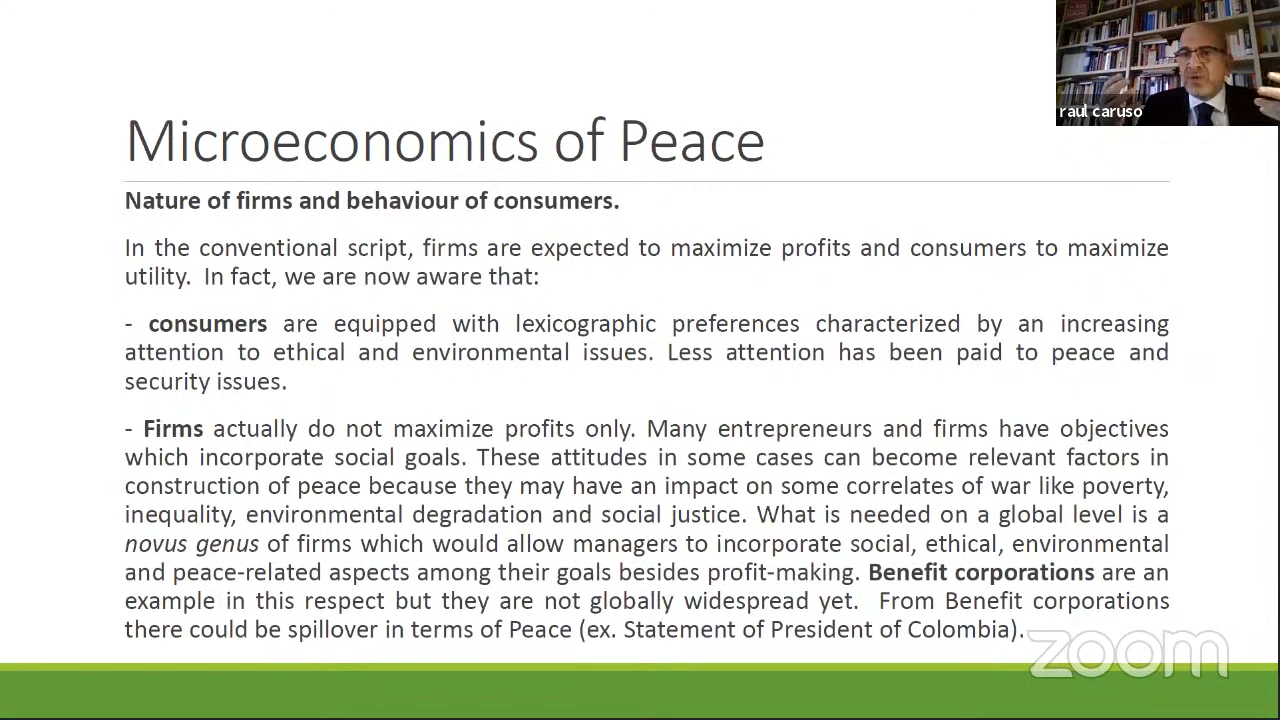 raul caruso
Microeconomics of Peace
Nature of firms and behaviour of consumers.
In the conventional script, firms are expected to maximize profits and consumers to maximize
utility. In fact, we are now aware that:
- consumers are equipped with lexicographic preferences characterized by an increasing
attention to ethical and environmental issues. Less attention has been paid to peace and
security issues.
- Firms actually do not maximize profits only. Many entrepreneurs and firms have objectives
which incorporate social goals. These attitudes in some cases can become relevant factors in
construction of peace because they may have an impact on some correlates of war like poverty,
inequality, environmental degradation and social justice. What is needed on a global level is a
novus genus of firms which would allow managers to incorporate social, ethical, environmental
and peace-related aspects among their goals besides profit-making. Benefit corporations are an
example in this respect but they are not globally widespread yet. From Benefit corporations
there could be spillover in terms of Peace (ex. Statement of President of Colombia).
zoom